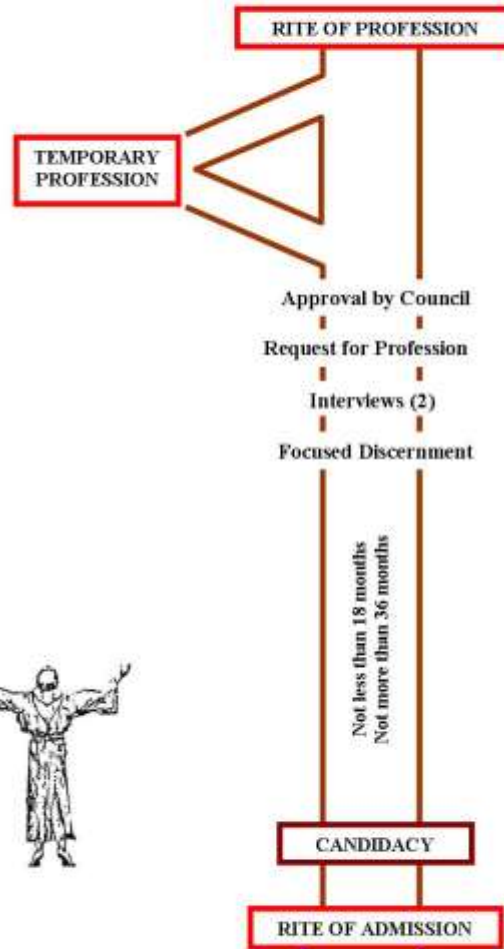 RITE OF PROFESSION
TEMPORARY
PROFESSION
Approval by Council
Request for Profession
Interviews (2)
Focused Discernment
Not less than 18 months
Not more than 36 months
CANDIDACY
RITE OF ADMISSION